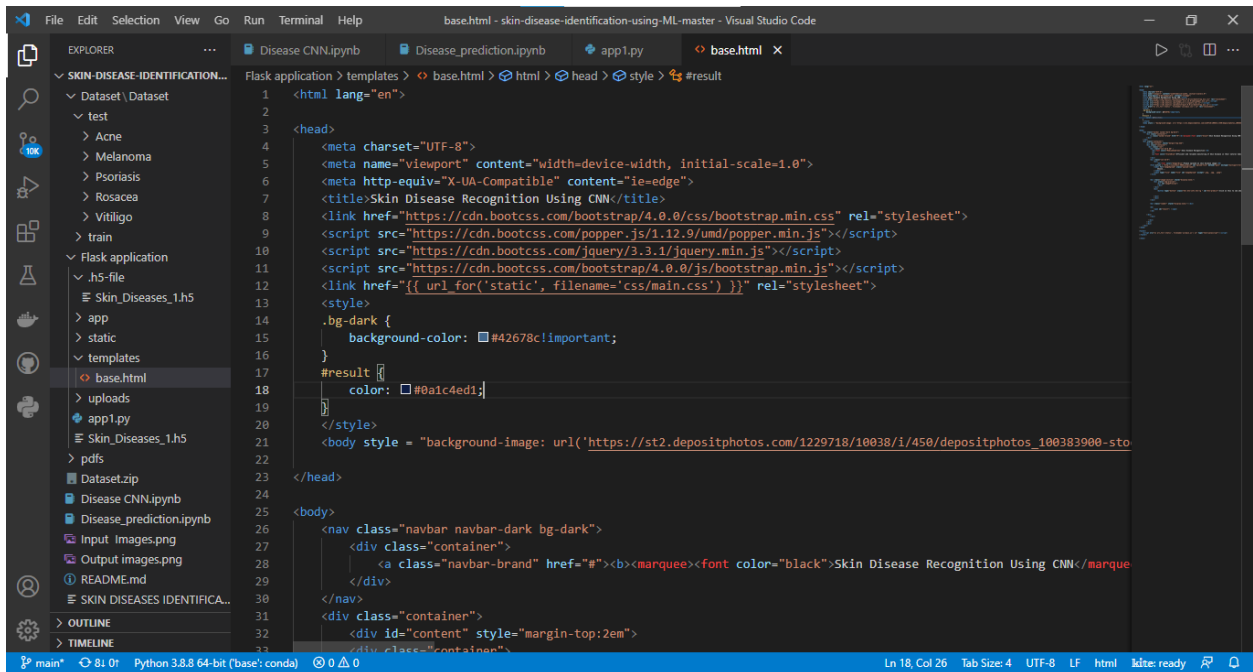 File Edit Selection View Go Run Terminal Help base.html - skin-disease-identification-using-ML-master - Visual Studio Code
EXPLORER ...
Disease CNN.ipynb Disease_prediction.ipynb app1.py base.html
SKIN-DISEASE-IDENTIFICATION...
Flask application > templates > base.html > html > head > style > #result
Dataset \ Dataset
test
Acne
Melanoma
Psoriasis
Rosacea
Vitiligo
train
Flask application
.h5-file
Skin_Diseases_1.h5
app
static
templates
base.html
uploads
app1.py
Skin_Diseases_1.h5
pdfs
Dataset.zip
Disease CNN.ipynb
Disease_prediction.ipynb
Input Images.png
Output images.png
README.md
SKIN DISEASES IDENTIFICA...
OUTLINE
TIMELINE
10K
1 <html lang="en">
2
3 <head>
4 <meta charset="UTF-8">
5 <meta name="viewport" content="width=device-width, initial-scale=1.0">
6 <meta http-equiv="X-UA-Compatible" content="ie=edge">
7 <title>Skin Disease Recognition Using CNN</title>
8 <link href="https://cdn.bootcss.com/bootstrap/4.0.0/css/bootstrap.min.css" rel="stylesheet">
9 <script src="https://cdn.bootcss.com/popper.js/1.12.9/umd/popper.min.js"></script>
10 <script src="https://cdn.bootcss.com/jquery/3.3.1/jquery.min.js"></script>
11 <script src="https://cdn.bootcss.com/bootstrap/4.0.0/js/bootstrap.min.js"></script>
12 <link href="{{ url_for('static', filename='css/main.css') }}" rel="stylesheet">
13 <style>
14 .bg-dark {
15 background-color: #42678c!important;
16 }
17 #result {
18 color: #0a1c4ed1;
19 }
20 </style>
21 <body style = "background-image: url('https://st2.depositphotos.com/1229718/10038/i/450/depositphotos_100383900-sto
22
23 </head>
24
25 <body>
26 <nav class="navbar navbar-dark bg-dark">
27 <div class="container">
28 <a class="navbar-brand" href="#"><b><marquee><font color="black">Skin Disease Recognition Using CNN</marque
29 </div>
30 </nav>
31 <div class="container">
32 <div id="content" style="margin-top:2em">
33 <div class="container">
main* 8↓ 0↑ Python 3.8.8 64-bit ('base': conda) 0 0 Ln 18, Col 26 Tab Size: 4 UTF-8 LF html kite: ready